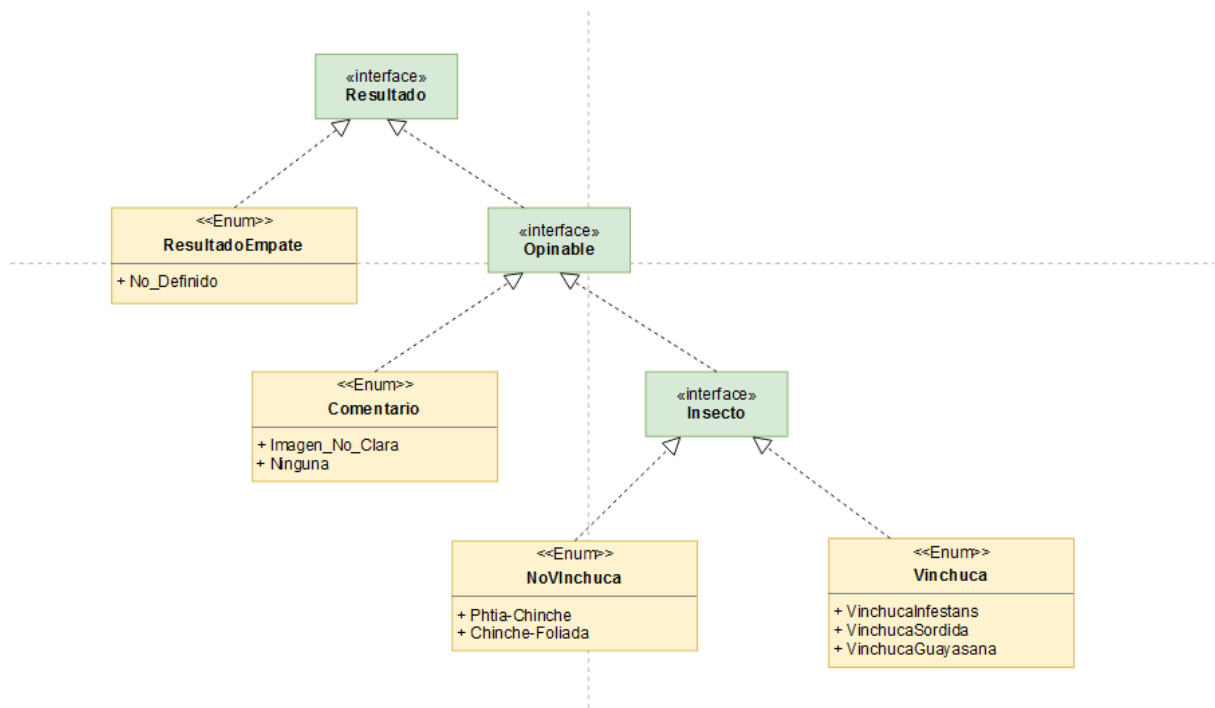 «interface»
Resultado
<<Enum>>
ResultadoEmpate
+ No_Definido
«interface»
Opinable
<<Enum>>
Comentario
+ Imagen_No_Clara
+ Ninguna
«interface»
Insecto
<<Enum>>
NoVInchuca
+ Phtia-Chinche
+ Chinche-Foliada
<<Enum>>
Vinchuca
+ VinchucaInfestans
+ VinchucaSordida
+ VinchucaGuayasana